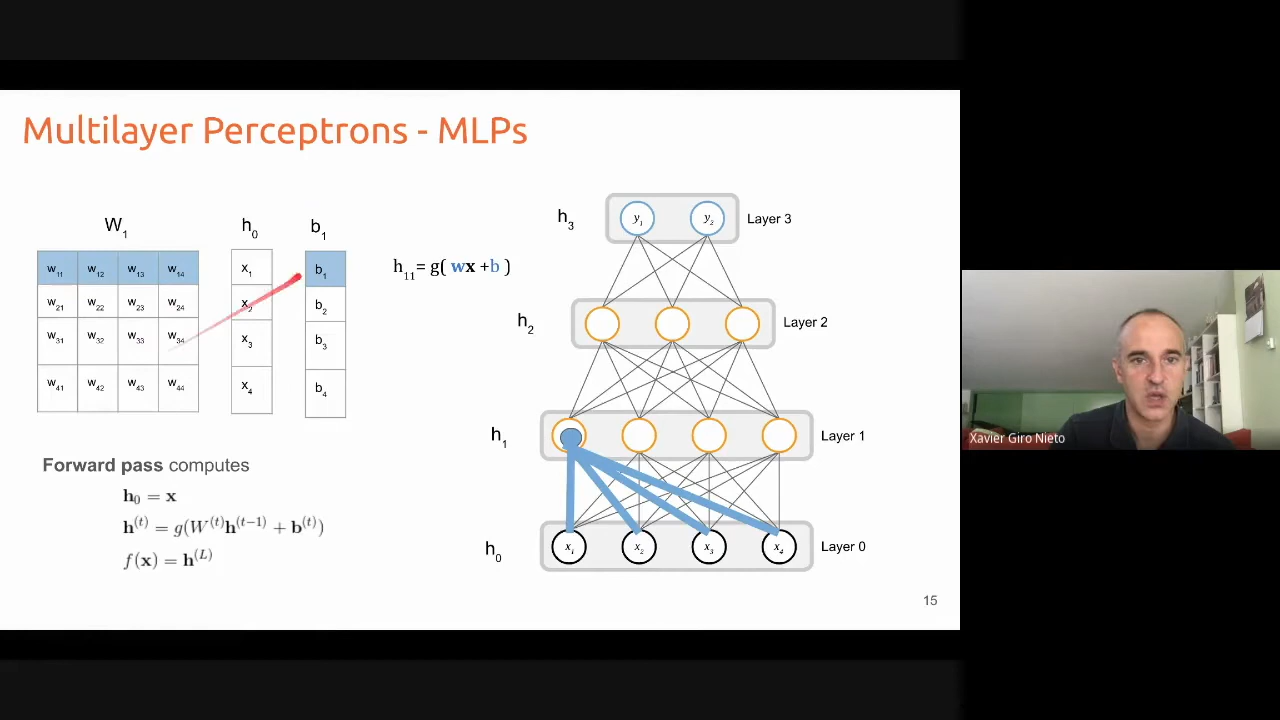 Multilayer Perceptrons - MLPs
W1 h0 b1
w11 w12 w13 w14
w21 w22 w23 w24
w31 w32 w33 w34
w41 w42 w43 w44
x1
x2
x3
x4
b1
b2
b3
b4
h11= g( wx +b )
Forward pass computes
h0 = x
h(t) = g(W(t)h(t−1) + b(t))
f(x) = h(L)
h3 y1 y2 Layer 3
h2 Layer 2
h1 Layer 1
h0 x1 x2 x3 x4 Layer 0
15
Xavier Giro Nieto